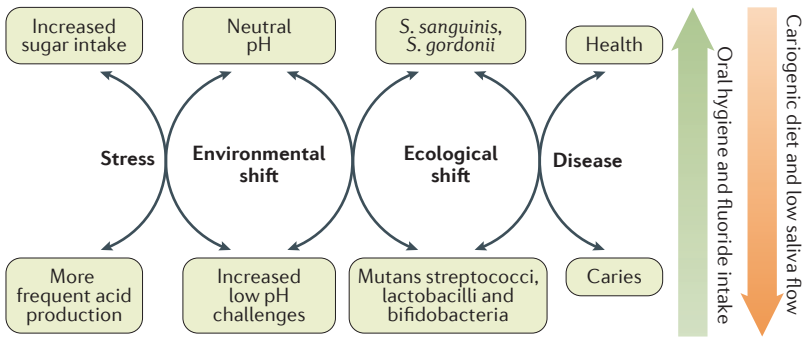 Increased
sugar intake
Neutral
pH
S. sanguinis,
S. gordonii
Health
Stress
Environmental
shift
Ecological
shift
Disease
More
frequent acid
production
Increased
low pH
challenges
Mutans streptococci,
lactobacilli and
bifidobacteria
Caries
Oral hygiene and fluoride intake
Cariogenic diet and low saliva flow